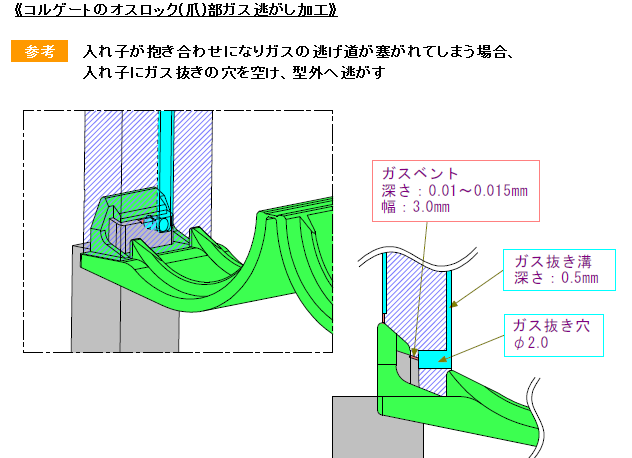 《コルゲートのオスロック(爪)部ガス逃がし加工》
参考
入れ子が抱き合わせになりガスの逃げ道が塞がれてしまう場合、
入れ子にガス抜きの穴を空け、型外へ逃がす
ガスベント
深さ：0.01～0.015mm
幅：3.0mm
ガス抜き溝
深さ：0.5mm
ガス抜き穴
φ2.0